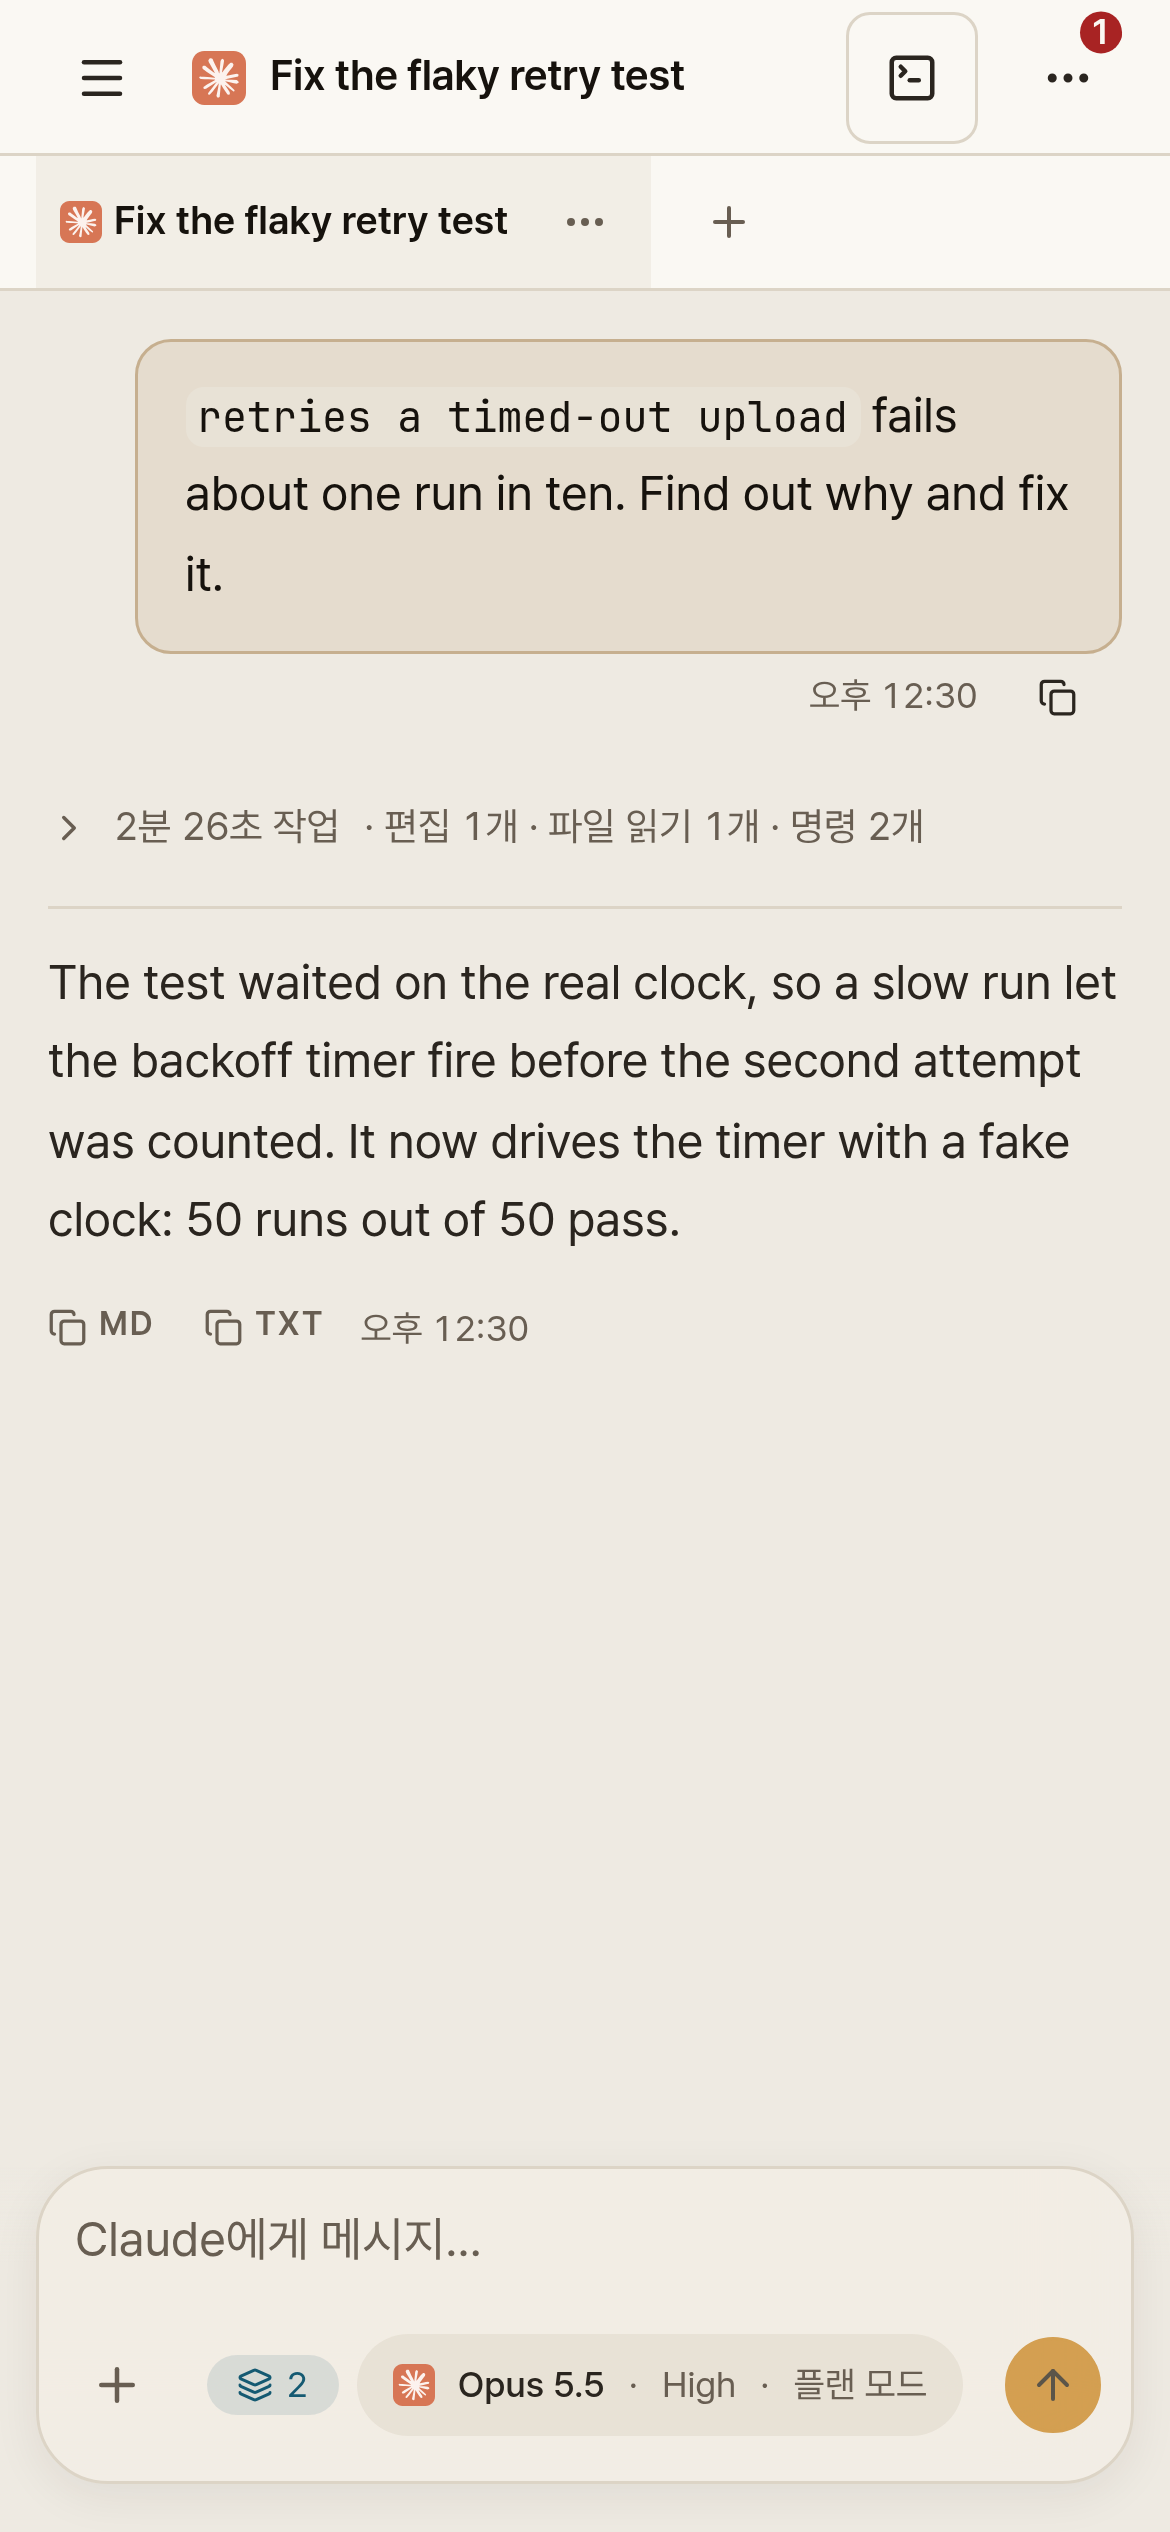 Fix the flaky retry test
1
Fix the flaky retry test
retries a timed-out upload fails
about one run in ten. Find out why and fix
it.
오후 12:30
2분 26초 작업 · 편집 1개 · 파일 읽기 1개 · 명령 2개
The test waited on the real clock, so a slow run let
the backoff timer fire before the second attempt
was counted. It now drives the timer with a fake
clock: 50 runs out of 50 pass.
MD TXT 오후 12:30
Claude에게 메시지...
2 Opus 5.5 · High · 플랜 모드